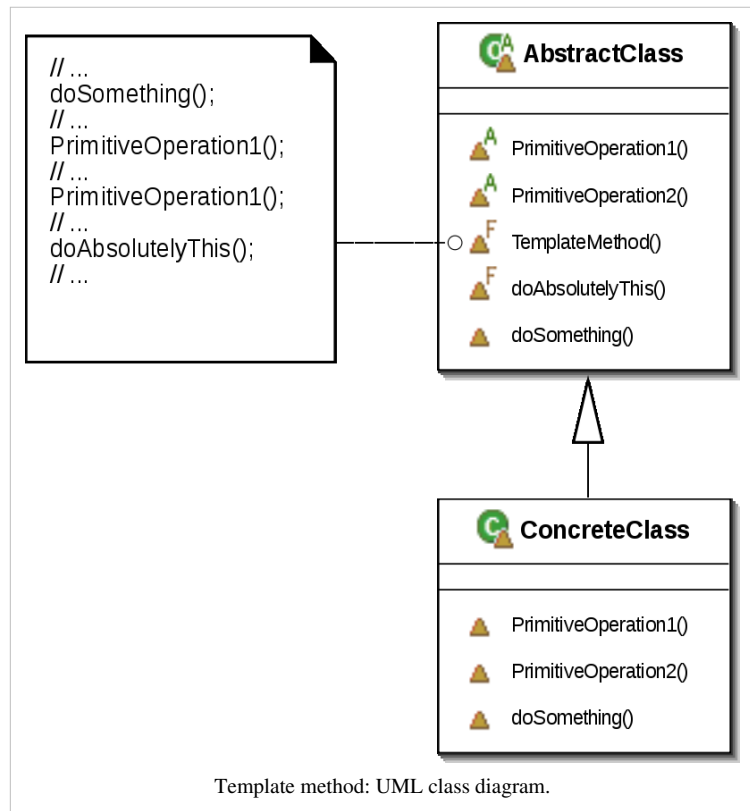 // ...
doSomething();
// ...
PrimitiveOperation1();
// ...
PrimitiveOperation1();
// ...
doAbsolutelyThis();
// ...
C A AbstractClass
A PrimitiveOperation1()
A PrimitiveOperation2()
F TemplateMethod()
F doAbsolutelyThis()
doSomething()
C ConcreteClass
PrimitiveOperation1()
PrimitiveOperation2()
doSomething()
Template method: UML class diagram.